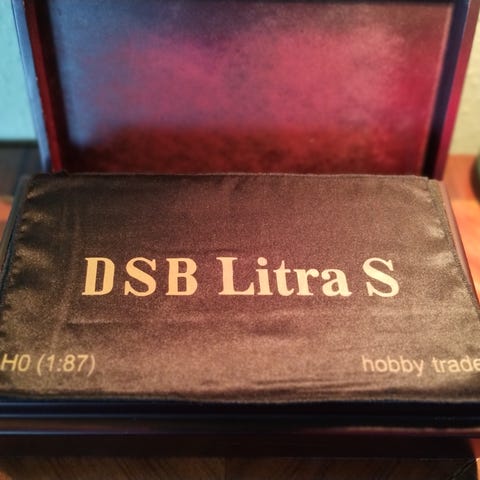 DSB Litra S
H0 (1:87)
hobby trade